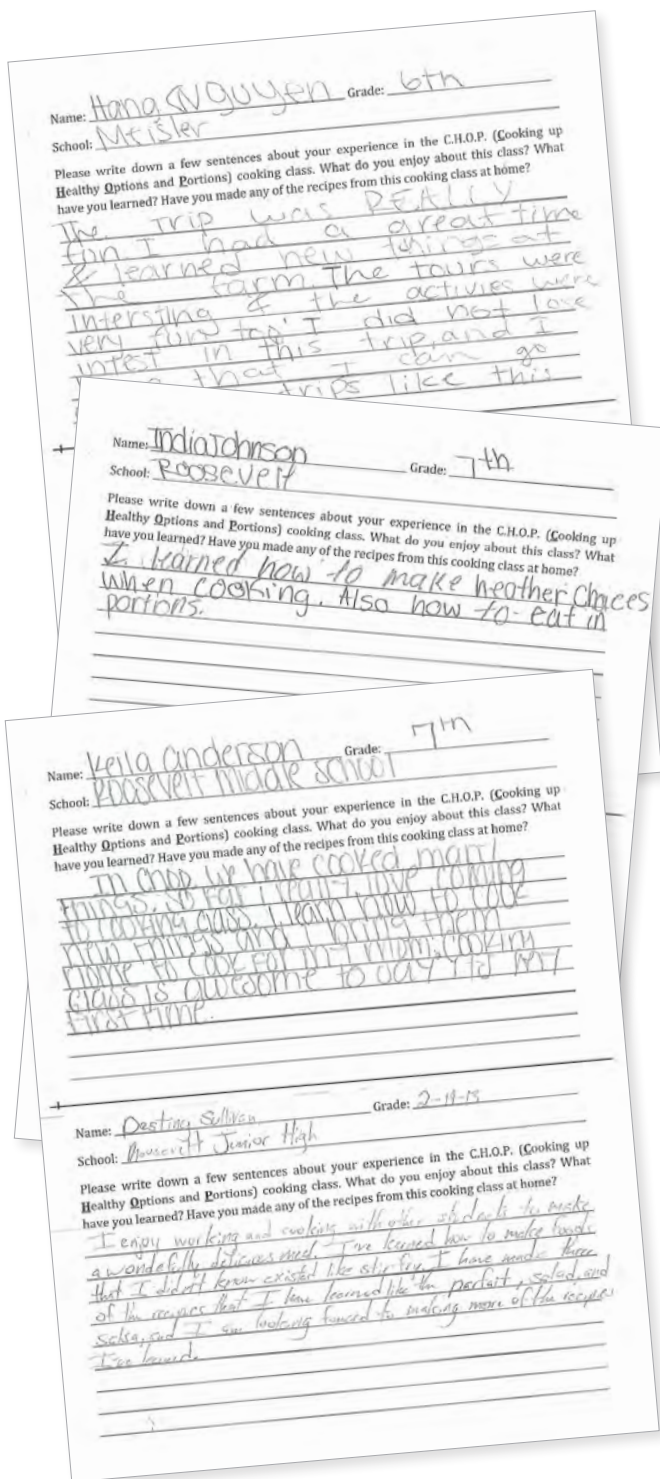 Name: Hana Nguyen Grade: 6th
School: Meisler
Please write down a few sentences about your experience in the C.H.O.P. (Cooking up
Healthy Options and Portions) cooking class. What do you enjoy about this class? What
have you learned? Have you made any of the recipes from this cooking class at home?
The trip was REALLY
fun. I had a great time
& learned new things at
the farm. The tours were
intersting & the activies were
very fun too! I did not lose
intest in this trip, and I
that I can go
trips like this
Name: India Johnson Grade: 7th
School: Roosevelt
Please write down a few sentences about your experience in the C.H.O.P. (Cooking up
Healthy Options and Portions) cooking class. What do you enjoy about this class? What
have you learned? Have you made any of the recipes from this cooking class at home?
I learned how to make heather Choices
when cooking. Also how to eat in
portions.
Name: Keila anderson Grade: 7th
School: Roosevelt middle school
Please write down a few sentences about your experience in the C.H.O.P. (Cooking up
Healthy Options and Portions) cooking class. What do you enjoy about this class? What
have you learned? Have you made any of the recipes from this cooking class at home?
In chop we have cooked many
things, so far I really love coming
to cooking class. I learn how to cook
new things and I bring them
home to cook for my mom. cooking
class is awesome today its my
first time.
Name: Destiny Sullivan Grade: 2-19-13
School: Roosevelt Junior High
Please write down a few sentences about your experience in the C.H.O.P. (Cooking up
Healthy Options and Portions) cooking class. What do you enjoy about this class? What
have you learned? Have you made any of the recipes from this cooking class at home?
I enjoy working and cooking with other students to make
a wondefully delicious meal. I've learned how to make foods
that I didn't know existed like stir fry. I have made three
of the recipes that I have learned like the parfait, salad, and
salsa, and I am looking forward to making more of the recipes
I've learned.